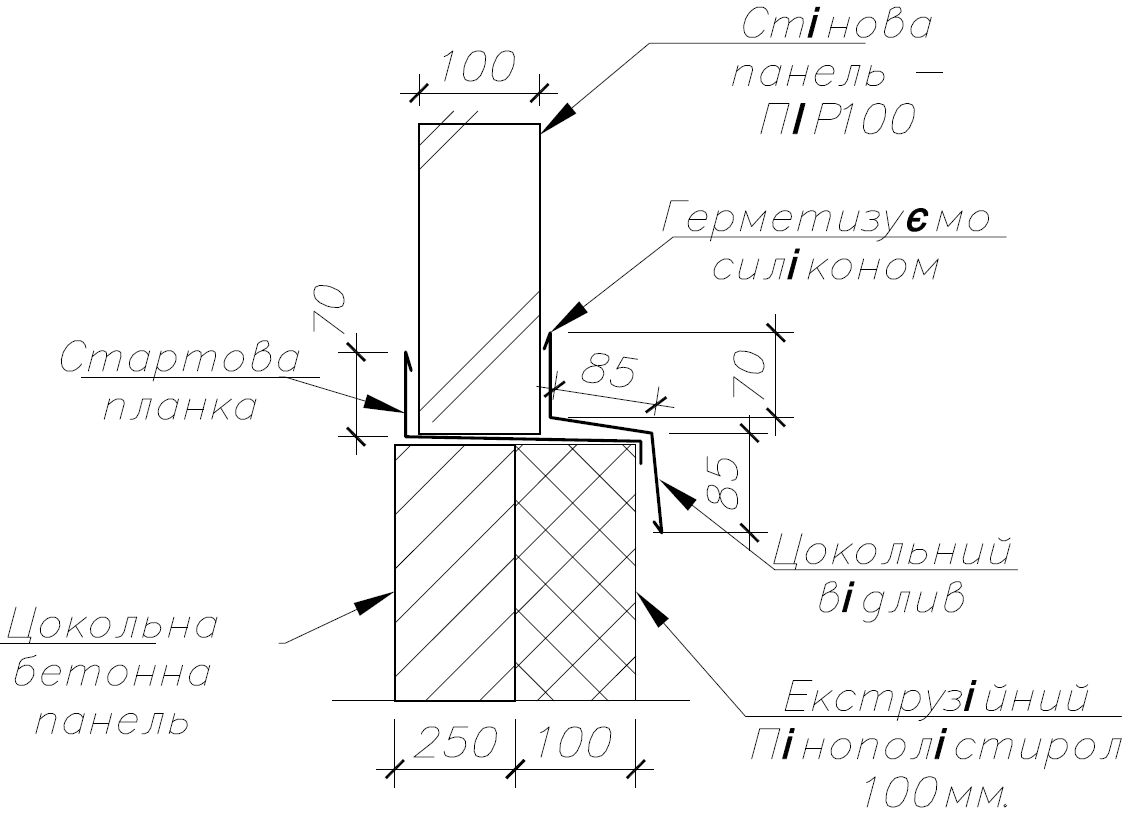 Стінова
панель –
ПІР100
100
Герметизуємо
силіконом
70
Стартова
планка
85
70
85
Цокольний
відлив
Цокольна
бетонна
панель
Екструзійний
Пінополістирол
100мм.
250
100